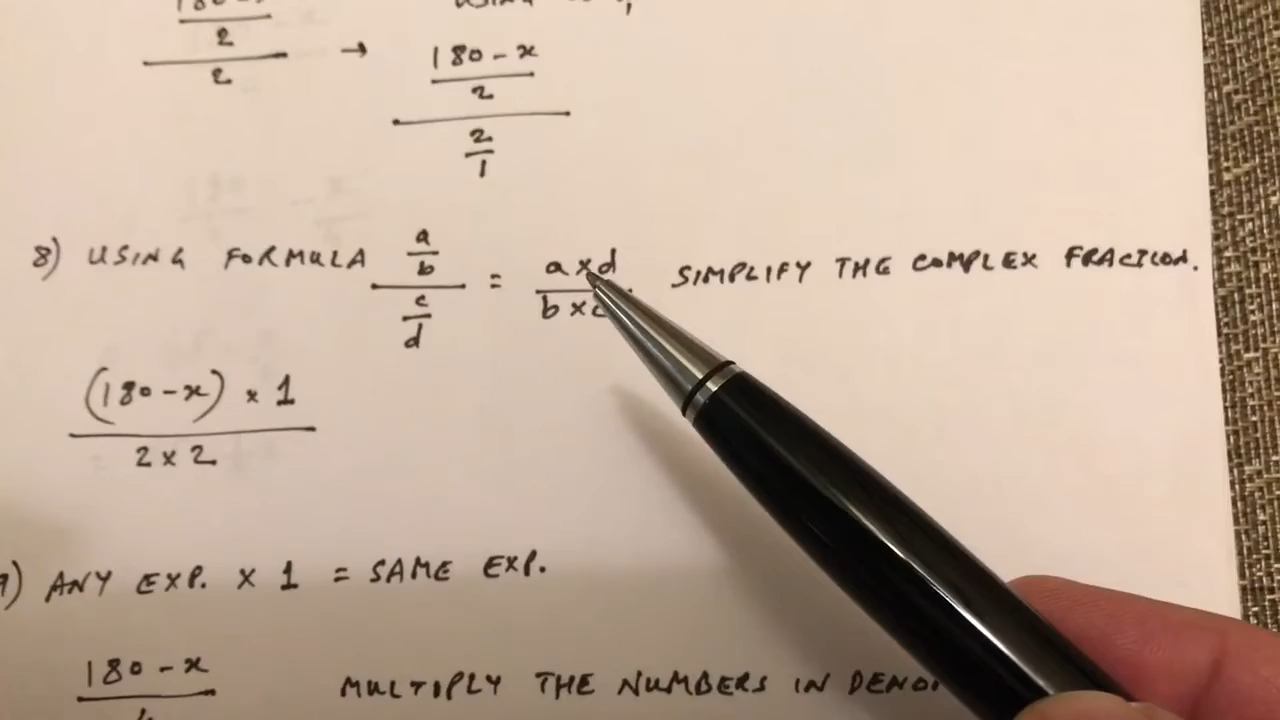 2
2 →
180-x
2
2
1
8) USING FORMULA a/b / c/d = a×d / b×c SIMPLIFY THE COMPLEX FRACTION.
(180-x) × 1
2 × 2
ANY EXP. × 1 = SAME EXP.
180-x
MULTIPLY THE NUMBERS IN